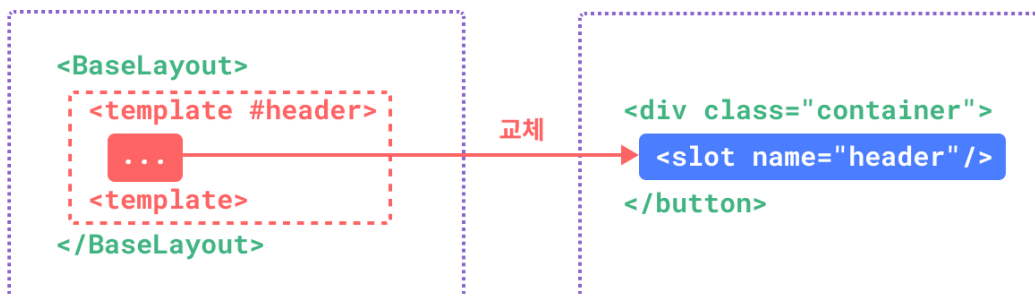 <BaseLayout>
<template #header>
...
<template>
</BaseLayout>
교체
<div class="container">
<slot name="header"/>
</button>